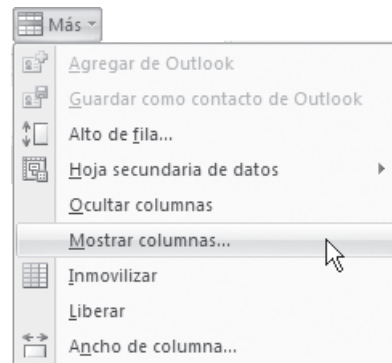 Más
Agregar de Outlook
Guardar como contacto de Outlook
Alto de fila...
Hoja secundaria de datos
Ocultar columnas
Mostrar columnas...
Inmovilizar
Liberar
Ancho de columna...